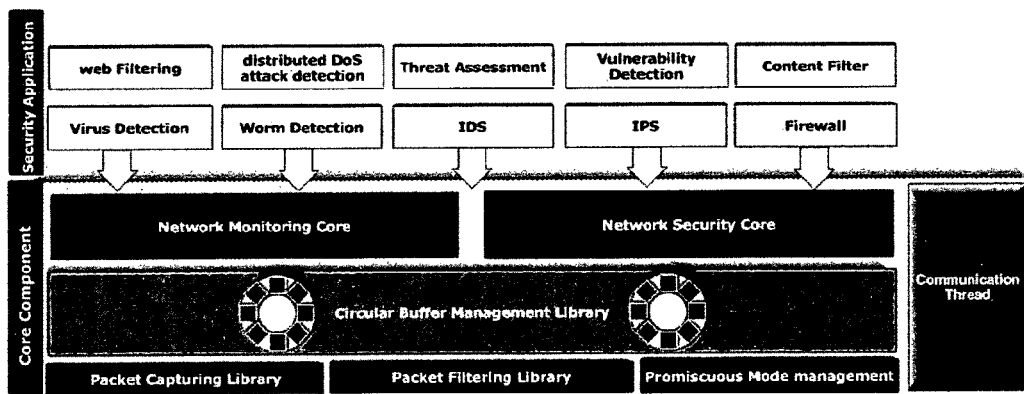 Security Application
web Filtering
distributed DoS
attack detection
Threat Assessment
Vulnerability
Detection
Content Filter
Virus Detection
Worm Detection
IDS
IPS
Firewall
Core Component
Network Monitoring Core
Network Security Core
Communication
Thread
Circular Buffer Management Library
Packet Capturing Library
Packet Filtering Library
Promiscuous Mode management